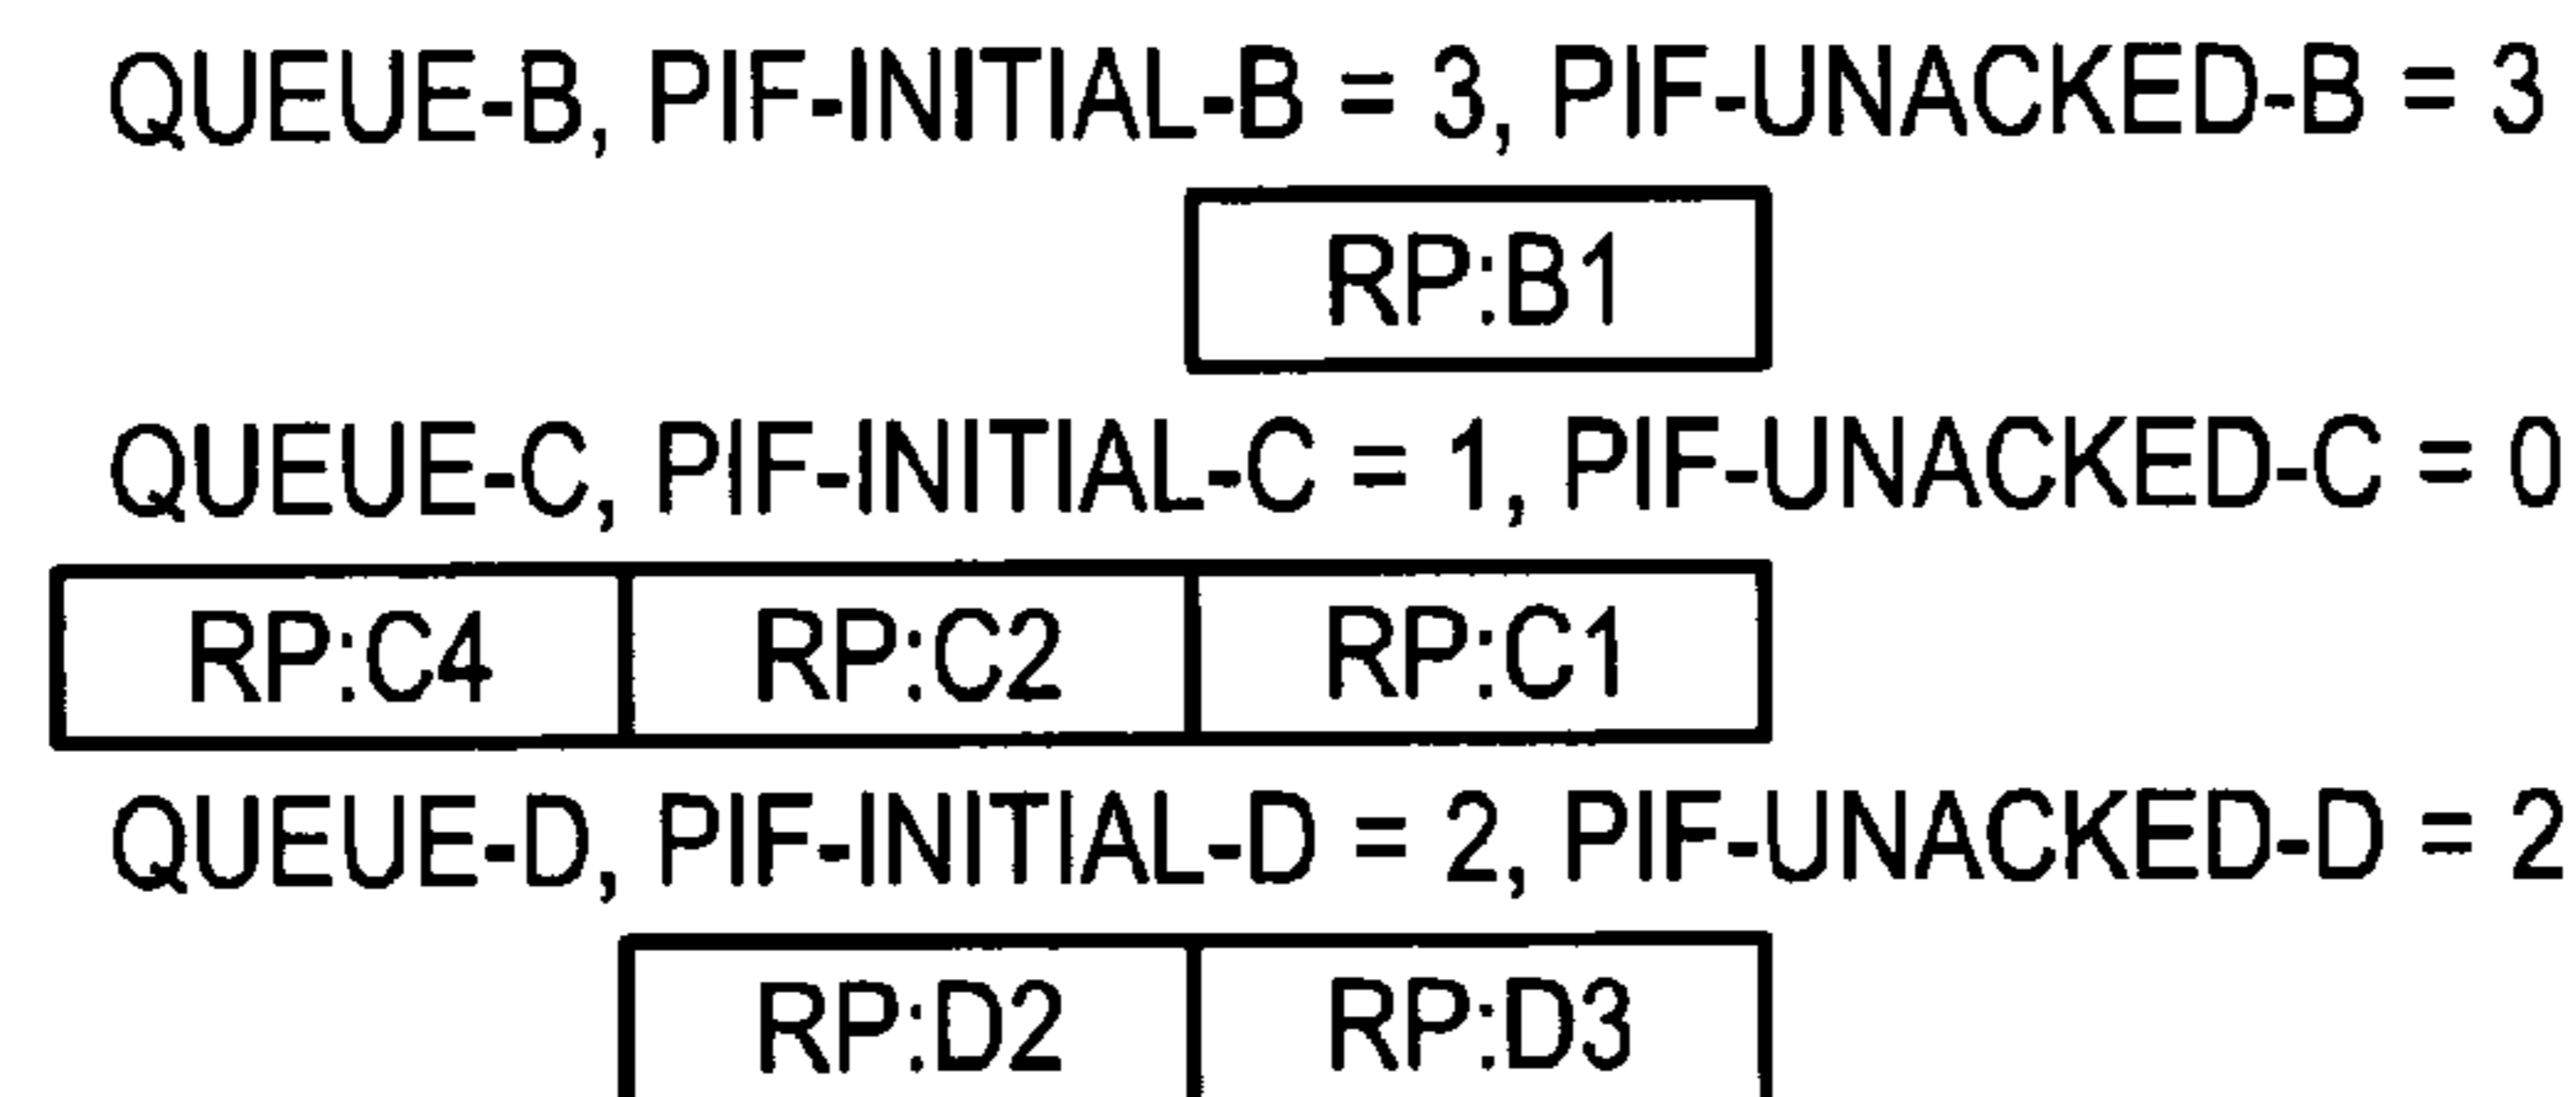 QUEUE-B, PIF-INITIAL-B = 3, PIF-UNACKED-B = 3
RP:B1
QUEUE-C, PIF-INITIAL-C = 1, PIF-UNACKED-C = 0
RP:C4 RP:C2 RP:C1
QUEUE-D, PIF-INITIAL-D = 2, PIF-UNACKED-D = 2
RP:D2 RP:D3